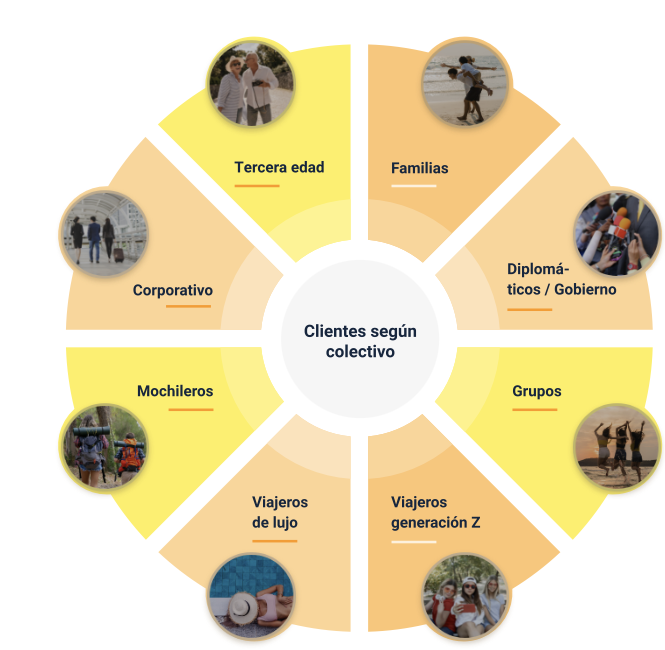 Tercera edad
Familias
Diplomá-
ticos / Gobierno
Corporativo
Clientes según
colectivo
Mochileros
Grupos
Viajeros
de lujo
Viajeros
generación Z